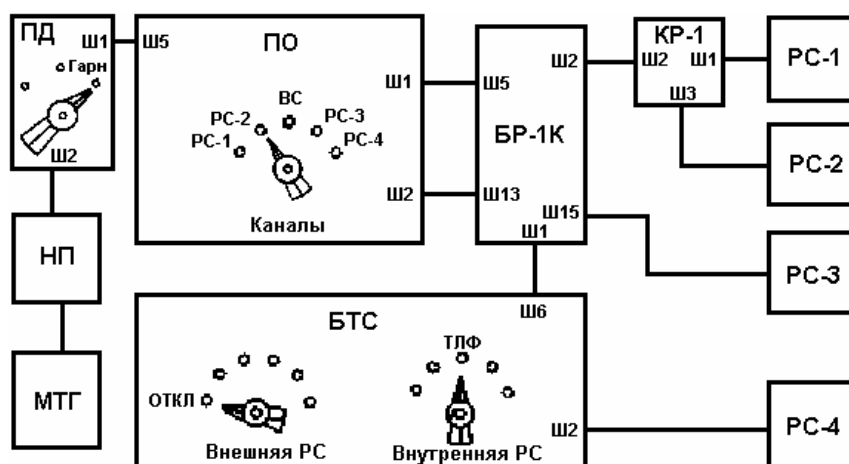 ПД
Ш1
Гарн
Ш2
Ш5
ПО
Ш1
ВС
РС-2
РС-3
РС-1
РС-4
Ш2
Каналы
Ш5
Ш2
БР-1К
Ш13
Ш15
Ш1
КР-1
Ш2
Ш1
Ш3
РС-1
РС-2
РС-3
РС-4
НП
МТГ
БТС
Ш6
ТЛФ
ОТКЛ
Ш2
Внешняя РС
Внутренняя РС